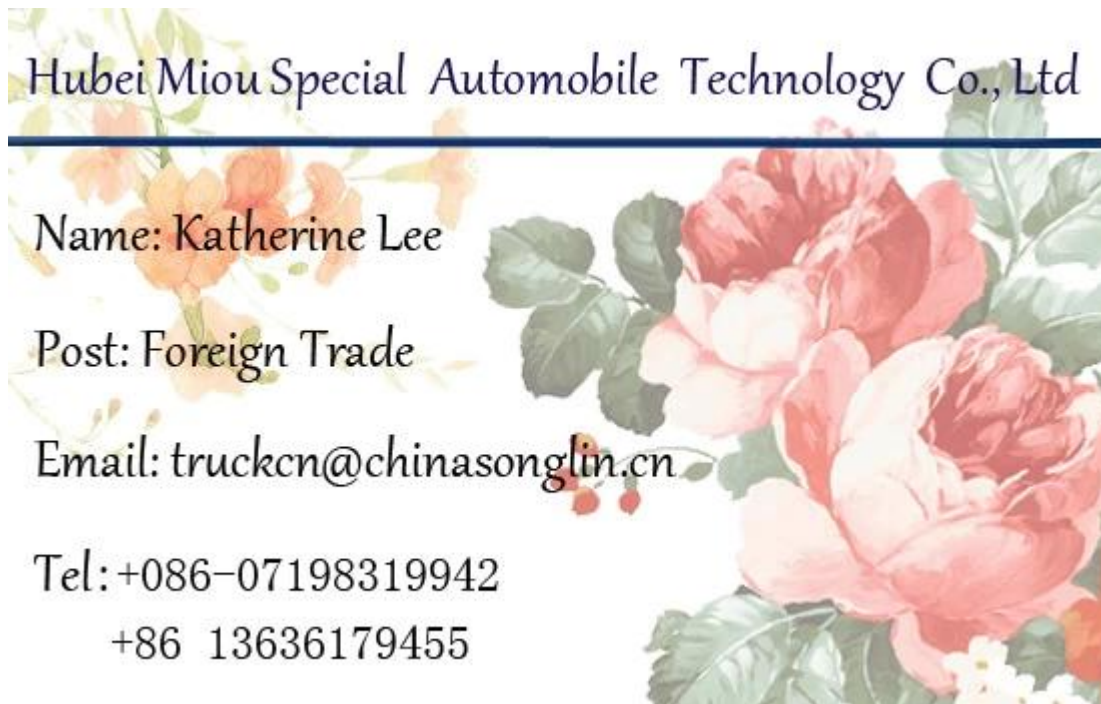 Hubei Miou Special Automobile Technology Co., Ltd
Name: Katherine Lee
Post: Foreign Trade
Email: truckcn@chinasonglin.cn
Tel: +086-07198319942
+86 13636179455